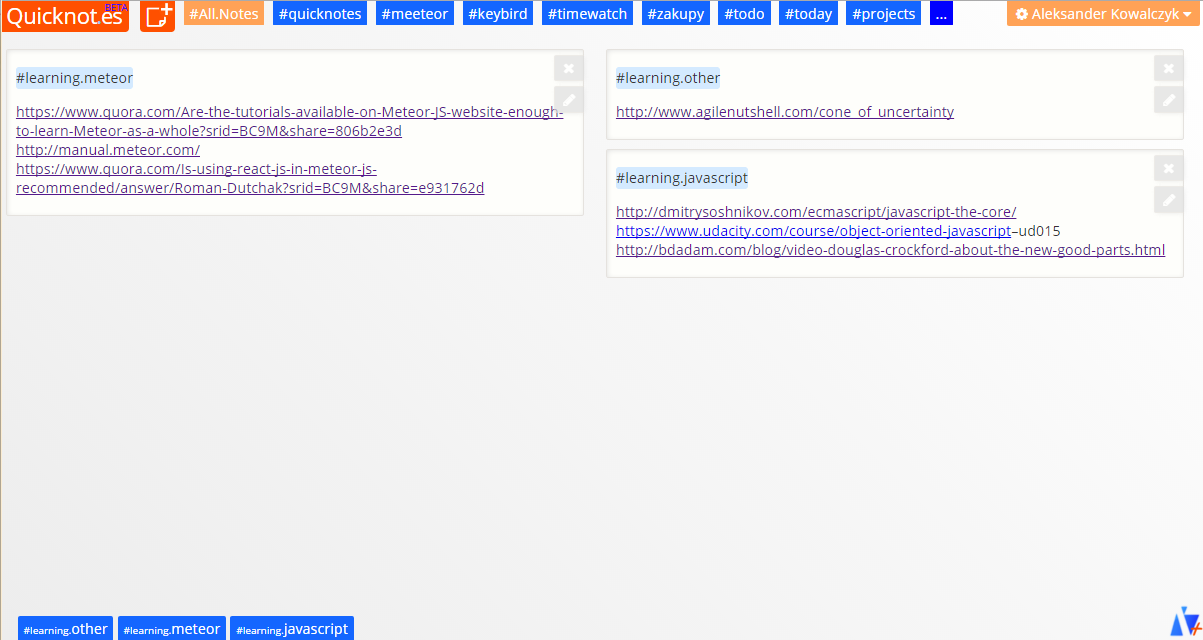 Quicknot.es BETA #All.Notes #quicknotes #meeteor #keybird #timewatch #zakupy #todo #today #projects ... Aleksander Kowalczyk
#learning.meteor
https://www.quora.com/Are-the-tutorials-available-on-Meteor-JS-website-enough-
to-learn-Meteor-as-a-whole?srid=BC9M&share=806b2e3d
http://manual.meteor.com/
https://www.quora.com/Is-using-react-js-in-meteor-js-
recommended/answer/Roman-Dutchak?srid=BC9M&share=e931762d
#learning.other
http://www.agilenutshell.com/cone_of_uncertainty
#learning.javascript
http://dmitrysoshnikov.com/ecmascript/javascript-the-core/
https://www.udacity.com/course/object-oriented-javascript–ud015
http://bdadam.com/blog/video-douglas-crockford-about-the-new-good-parts.html
#learning.other #learning.meteor #learning.javascript